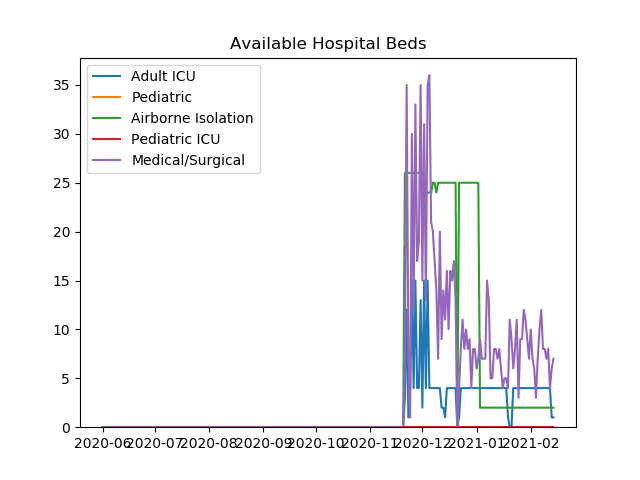 Available Hospital Beds
Adult ICU
Pediatric
Airborne Isolation
Pediatric ICU
Medical/Surgical
35
30
25
20
15
10
5
0
2020-06 2020-07 2020-08 2020-09 2020-10 2020-11 2020-12 2021-01 2021-02